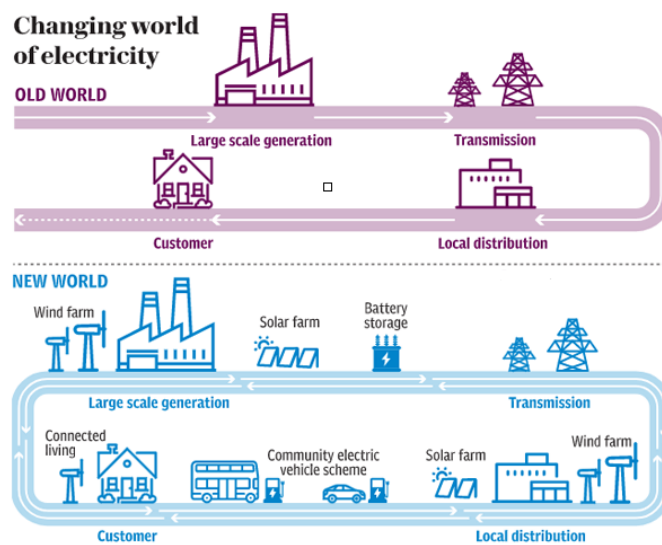 Changing world
of electricity
OLD WORLD
Large scale generation
Transmission
Customer
Local distribution
NEW WORLD
Wind farm
Solar farm
Battery
storage
Large scale generation
Transmission
Connected
living
Community electric
vehicle scheme
Solar farm
Wind farm
Customer
Local distribution